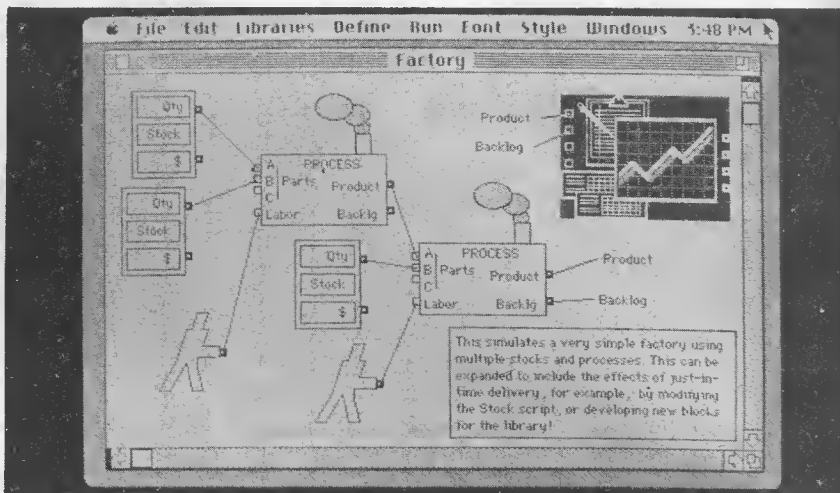 File Edit Libraries Define Run Font Style Windows 5:48 PM
Factory
Qty
Stock
$
Qty
Stock
$
PROCESS
A
B
C
Parts
Product
Labor
Backlg
Product
Backlog
Qty
Stock
$
PROCESS
A
B
C
Parts
Product
Labor
Backlg
Product
Backlog
This simulates a very simple factory using
multiple stocks and processes. This can be
expanded to include the effects of just-in-
time delivery, for example, by modifying
the Stock script, or developing new blocks
for the library!